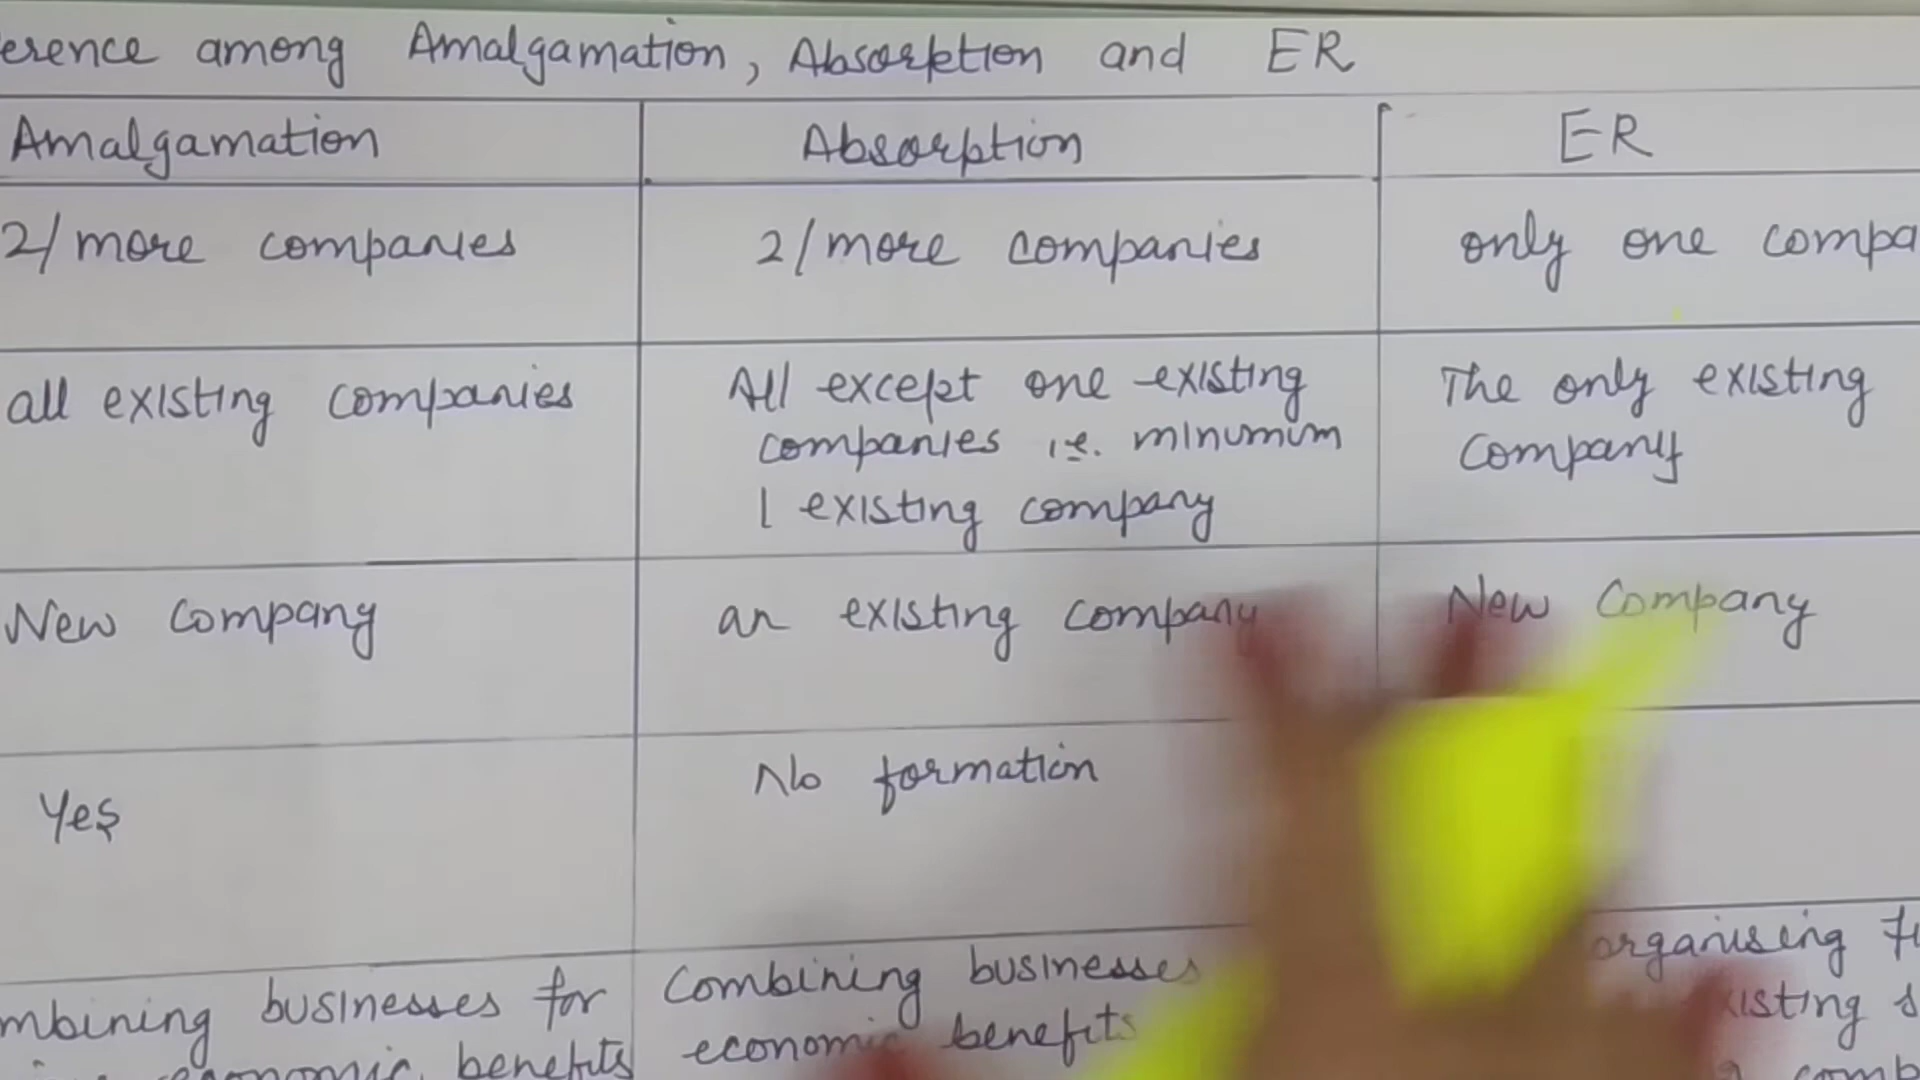 erence among Amalgamation, Absorption and ER
Amalgamation Absorption ER
2/more companies 2/more companies only one compa
all existing companies All except one existing The only existing
companies i.e. minimum company
1 existing company
New company an existing company New Company
Yes No formation
mbining businesses for Combining businesses organising
economic benefits economic benefits xisting s
comb